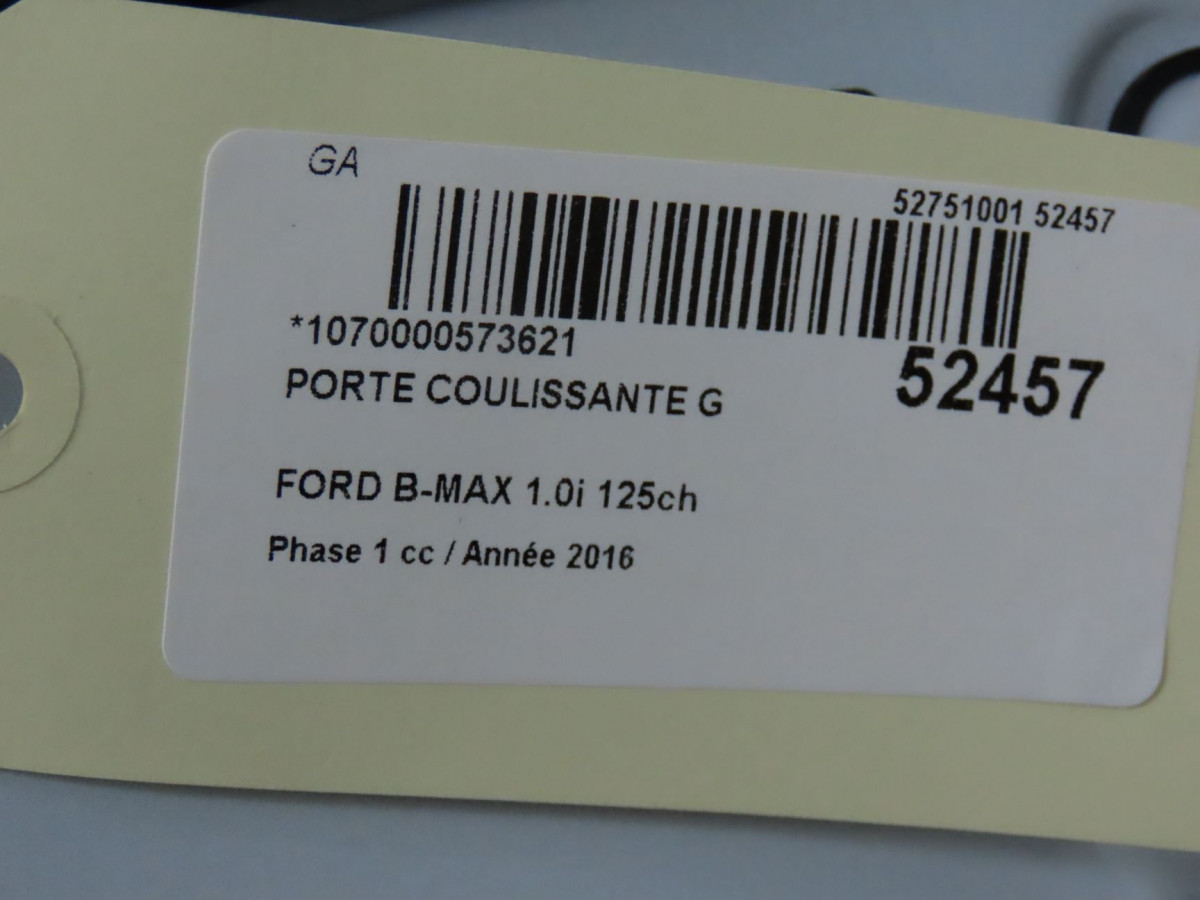 GA
52751001 52457
*1070000573621
52457
PORTE COULISSANTE G
FORD B-MAX 1.0i 125ch
Phase 1 cc / Année 2016